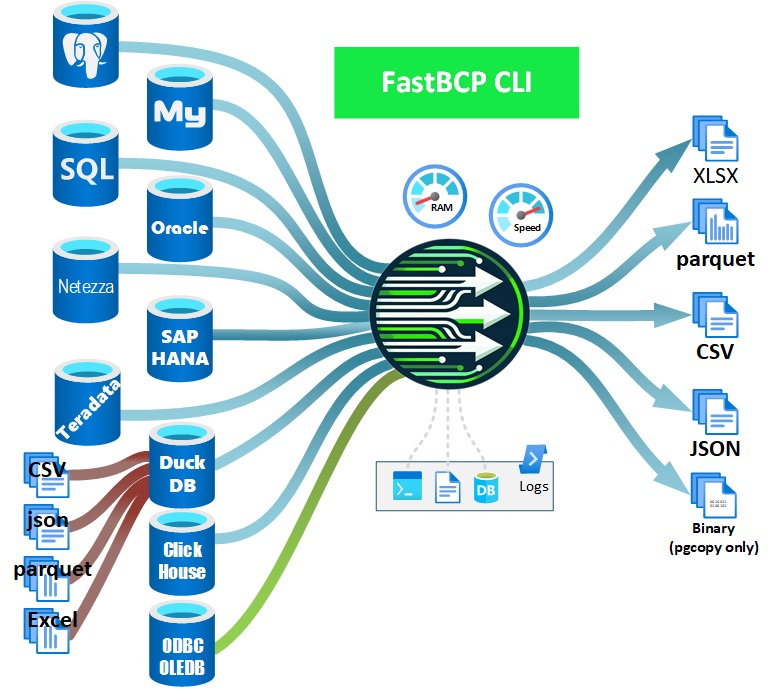 FastBCP CLI
My
SQL
Oracle
Netezza
SAP
HANA
Teradata
Duck
DB
Click
House
ODBC
OLEDB
CSV
json
parquet
Excel
RAM
Speed
DB
Logs
XLSX
parquet
CSV
JSON
Binary
(pgcopy only)